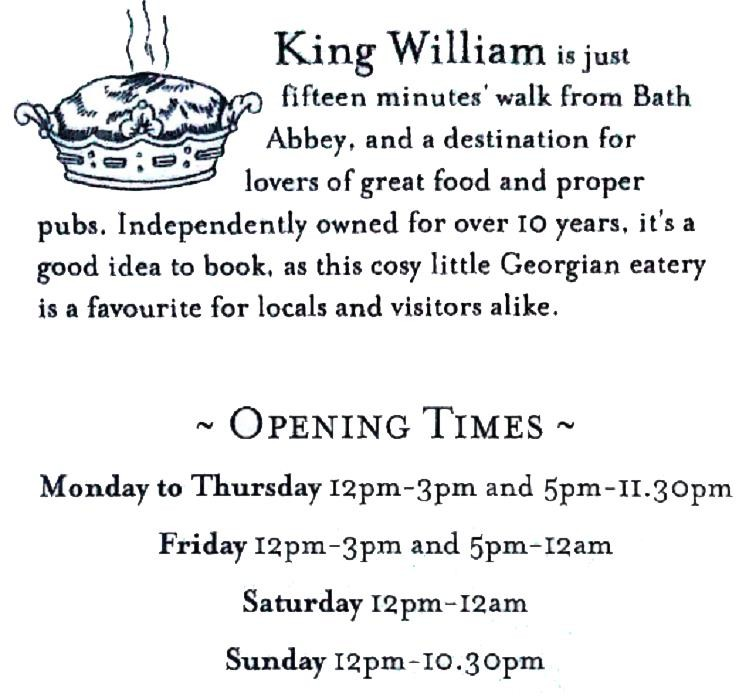 King William is just
fifteen minutes' walk from Bath
Abbey, and a destination for
lovers of great food and proper
pubs. Independently owned for over 10 years, it's a
good idea to book, as this cosy little Georgian eatery
is a favourite for locals and visitors alike.
~ OPENING TIMES ~
Monday to Thursday 12pm-3pm and 5pm-11.30pm
Friday 12pm-3pm and 5pm-12am
Saturday 12pm-12am
Sunday 12pm-10.30pm